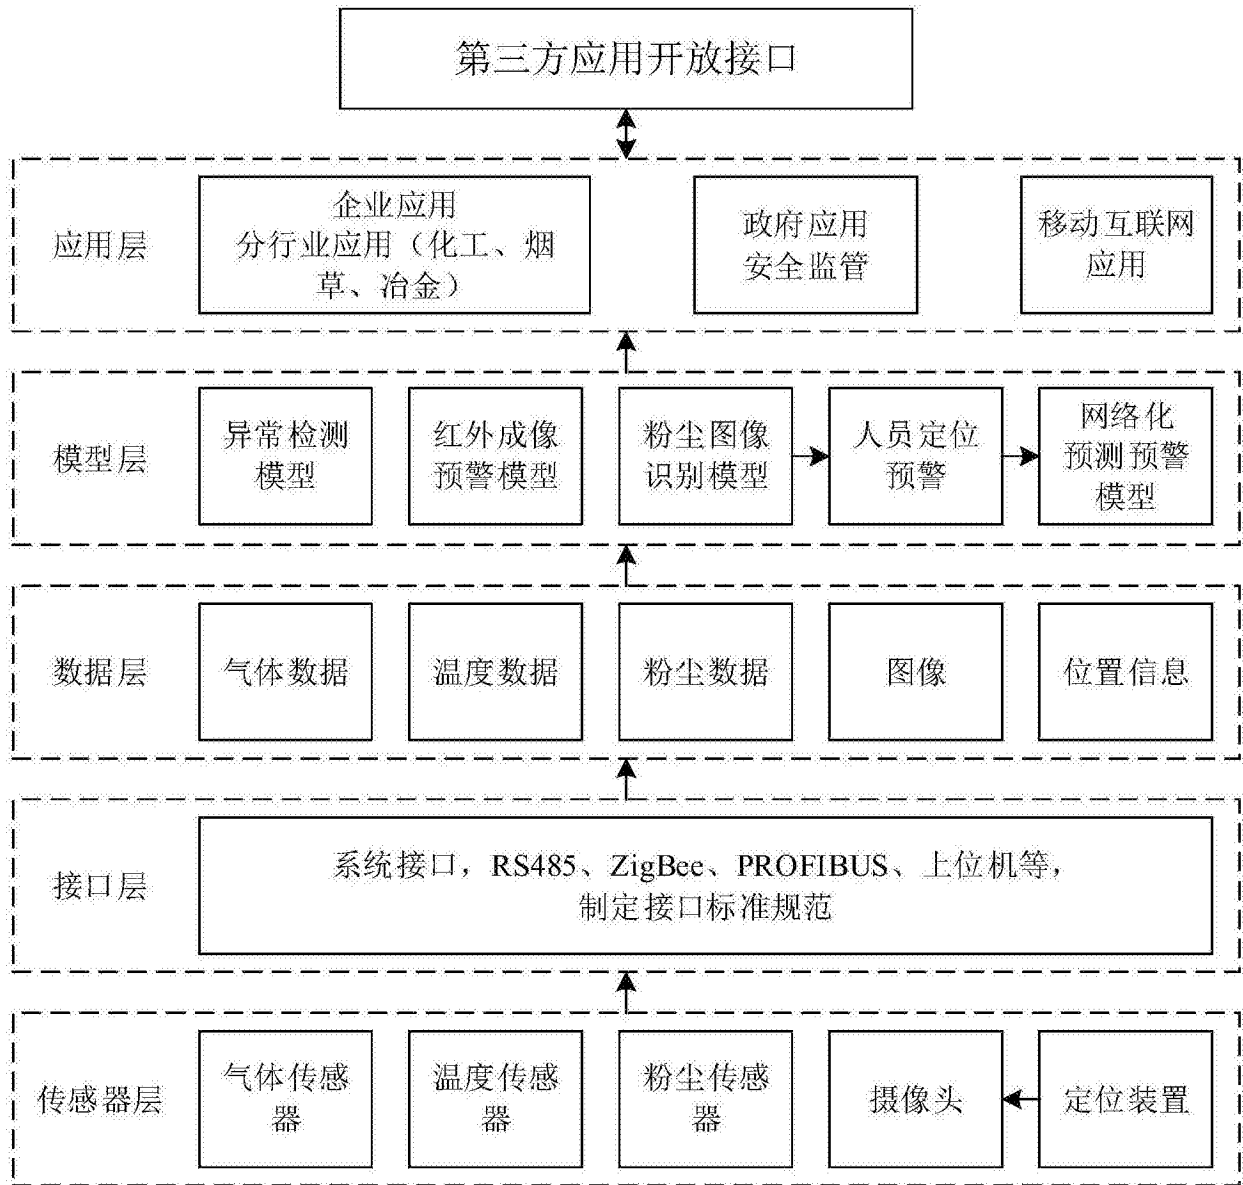 第三方应用开放接口
应用层
企业应用
分行业应用（化工、烟
草、冶金）
政府应用
安全监管
移动互联网
应用
模型层
异常检测
模型
红外成像
预警模型
粉尘图像
识别模型
人员定位
预警
网络化
预测预警
模型
数据层
气体数据
温度数据
粉尘数据
图像
位置信息
接口层
系统接口，RS485、ZigBee、PROFIBUS、上位机等，
制定接口标准规范
传感器层
气体传感
器
温度传感
器
粉尘传感
器
摄像头
定位装置